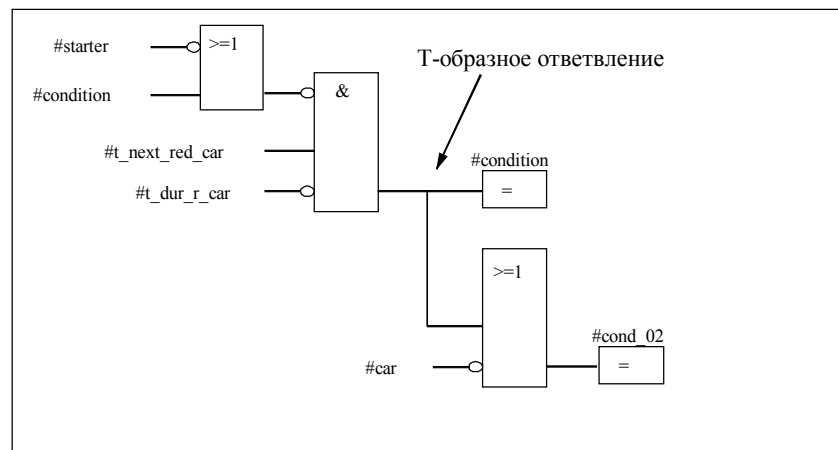 #starter
>=1
Т-образное ответвление
#condition
&
#t_next_red_car
#condition
#t_dur_r_car
=
>=1
#cond_02
#car
=